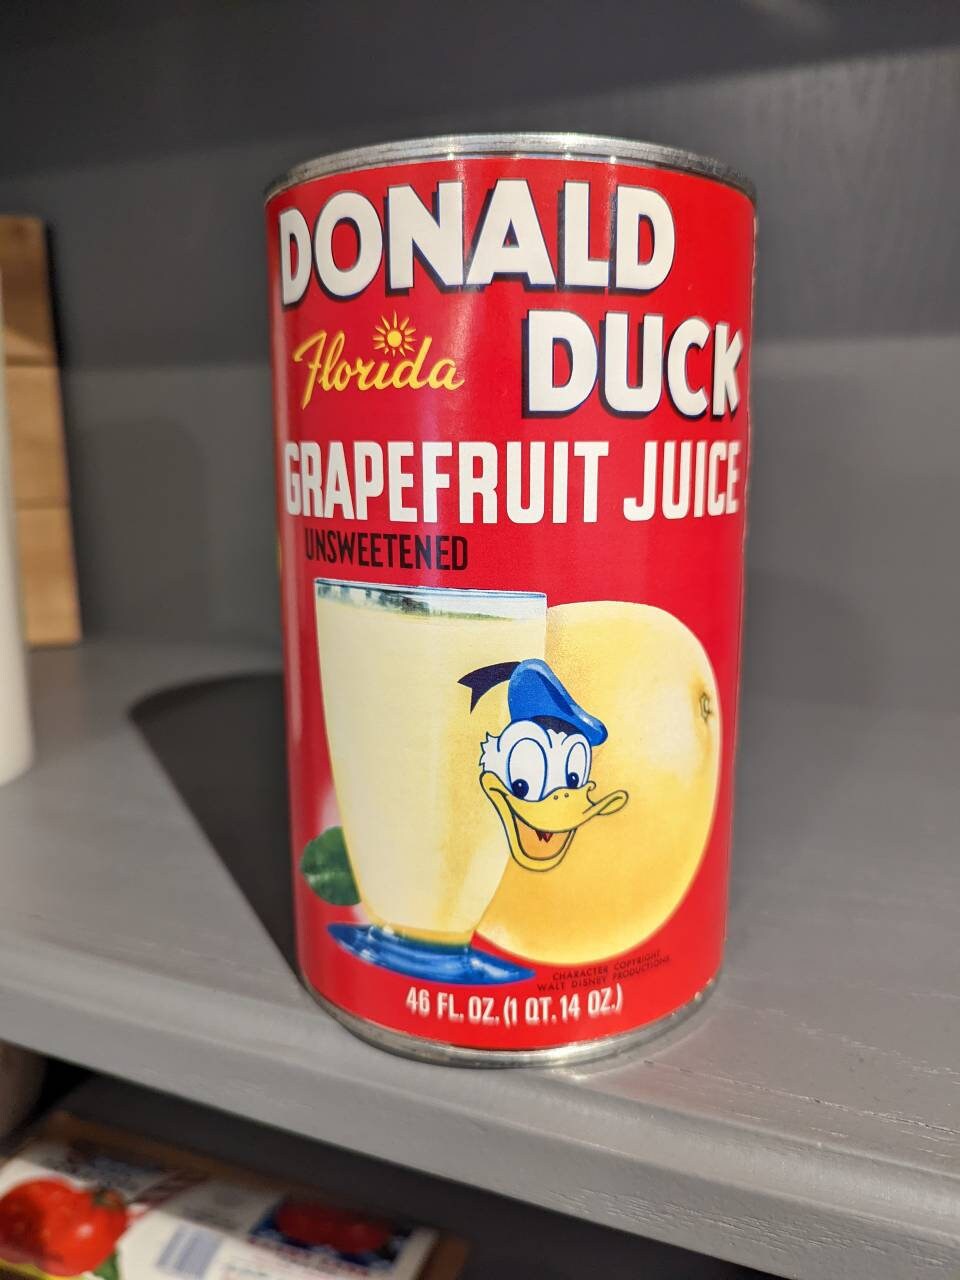 DONALD
DUCK
Florida
GRAPEFRUIT JUICE
UNSWEETENED
CHARACTER COPYRIGHT
WALT DISNEY PRODUCTIONS
46 FL. OZ. (1 QT. 14 OZ.)